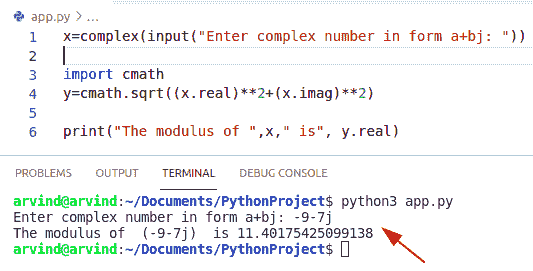 app.py > ...
1 x=complex(input("Enter complex number in form a+bj: "))
2
3 import cmath
4 y=cmath.sqrt((x.real)**2+(x.imag)**2)
5
6 print("The modulus of ",x," is", y.real)
PROBLEMS OUTPUT TERMINAL DEBUG CONSOLE
arvind@arvind:~/Documents/PythonProject$ python3 app.py
Enter complex number in form a+bj: -9-7j
The modulus of  (-9-7j)  is 11.40175425099138
arvind@arvind:~/Documents/PythonProject$